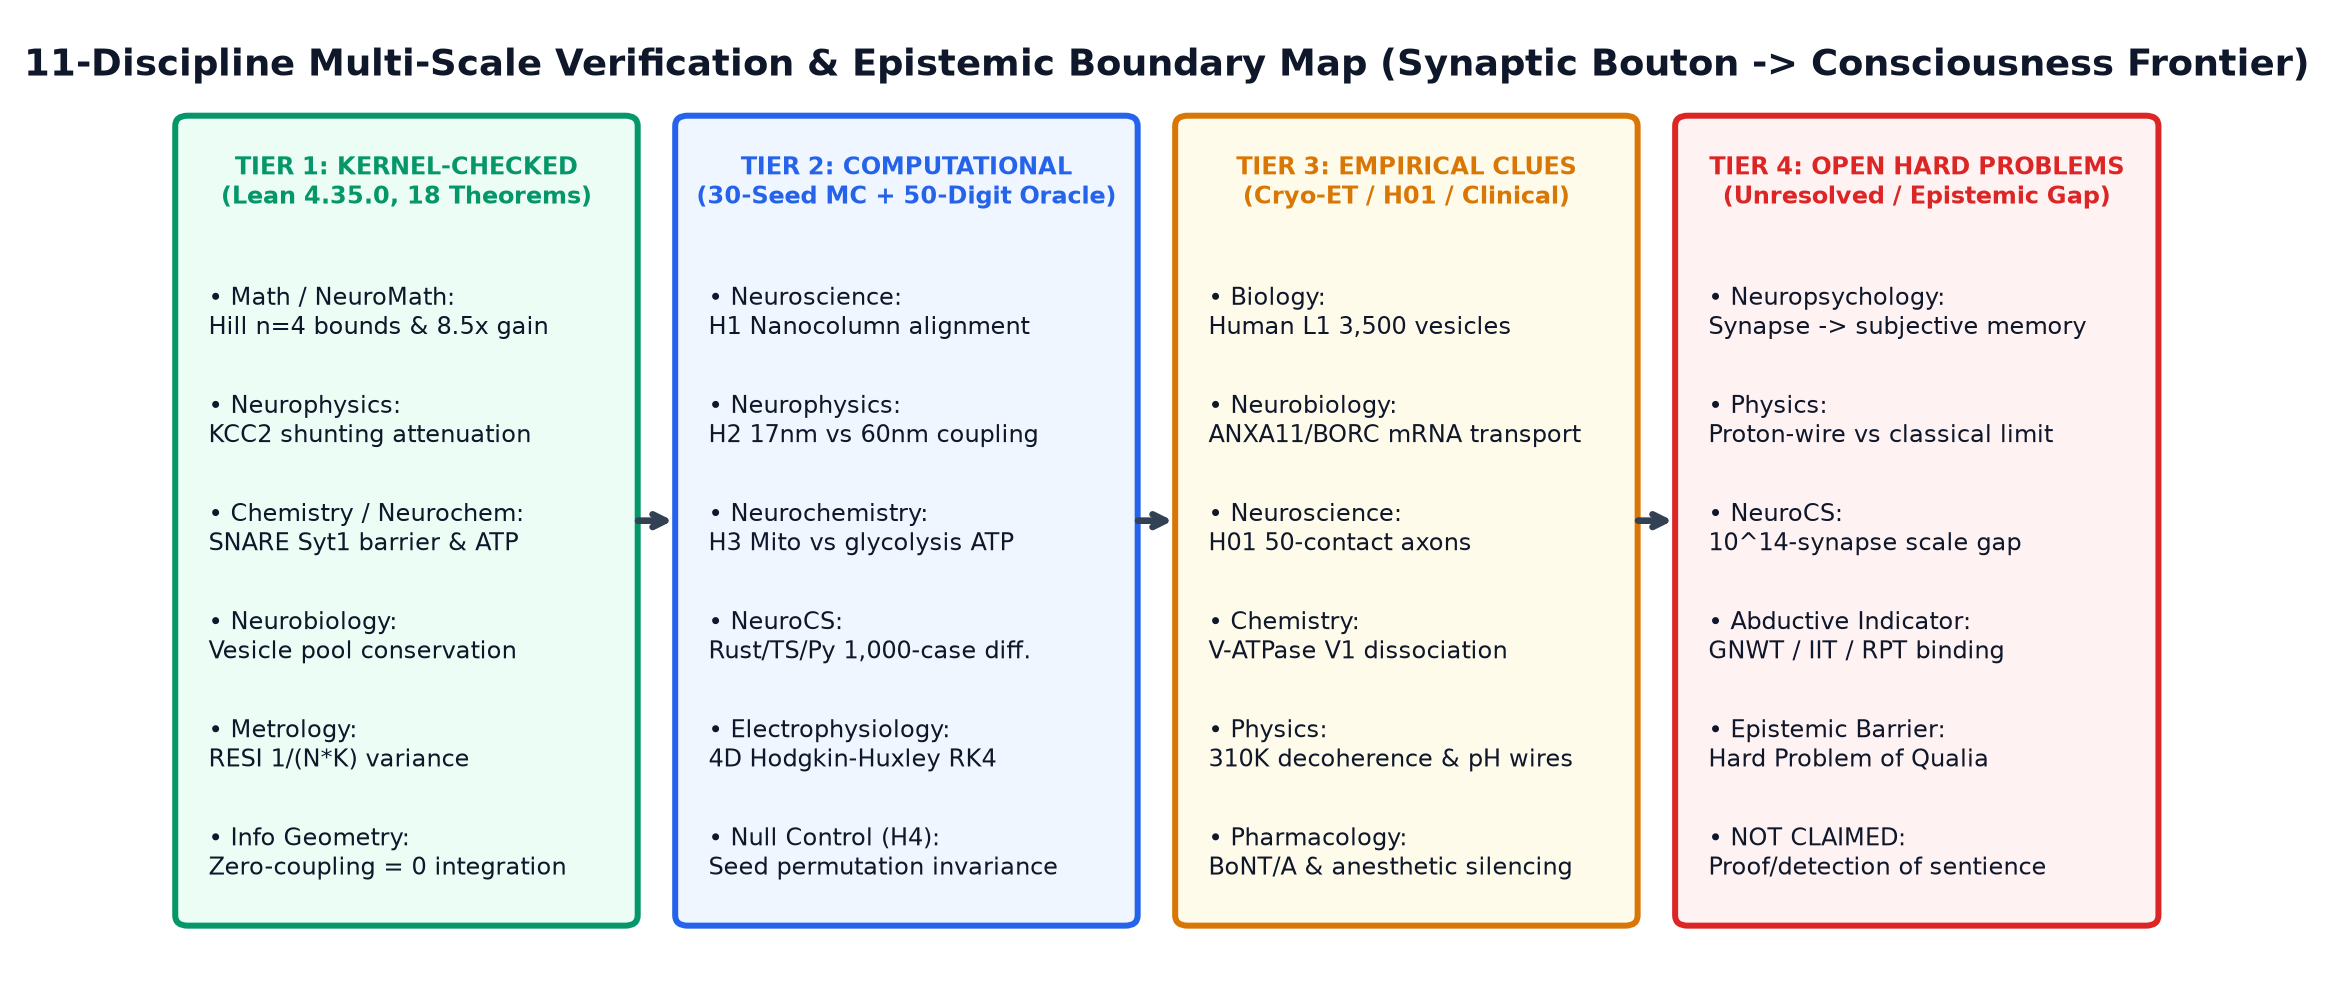 11-Discipline Multi-Scale Verification & Epistemic Boundary Map (Synaptic Bouton -> Consciousness Frontier)
TIER 1: KERNEL-CHECKED
(Lean 4.35.0, 18 Theorems)
• Math / NeuroMath:
Hill n=4 bounds & 8.5x gain
• Neurophysics:
KCC2 shunting attenuation
• Chemistry / Neurochem:
SNARE Syt1 barrier & ATP
• Neurobiology:
Vesicle pool conservation
• Metrology:
RESI 1/(N*K) variance
• Info Geometry:
Zero-coupling = 0 integration
TIER 2: COMPUTATIONAL
(30-Seed MC + 50-Digit Oracle)
• Neuroscience:
H1 Nanocolumn alignment
• Neurophysics:
H2 17nm vs 60nm coupling
• Neurochemistry:
H3 Mito vs glycolysis ATP
• NeuroCS:
Rust/TS/Py 1,000-case diff.
• Electrophysiology:
4D Hodgkin-Huxley RK4
• Null Control (H4):
Seed permutation invariance
TIER 3: EMPIRICAL CLUES
(Cryo-ET / H01 / Clinical)
• Biology:
Human L1 3,500 vesicles
• Neurobiology:
ANXA11/BORC mRNA transport
• Neuroscience:
H01 50-contact axons
• Chemistry:
V-ATPase V1 dissociation
• Physics:
310K decoherence & pH wires
• Pharmacology:
BoNT/A & anesthetic silencing
TIER 4: OPEN HARD PROBLEMS
(Unresolved / Epistemic Gap)
• Neuropsychology:
Synapse -> subjective memory
• Physics:
Proton-wire vs classical limit
• NeuroCS:
10^14-synapse scale gap
• Abductive Indicator:
GNWT / IIT / RPT binding
• Epistemic Barrier:
Hard Problem of Qualia
• NOT CLAIMED:
Proof/detection of sentience